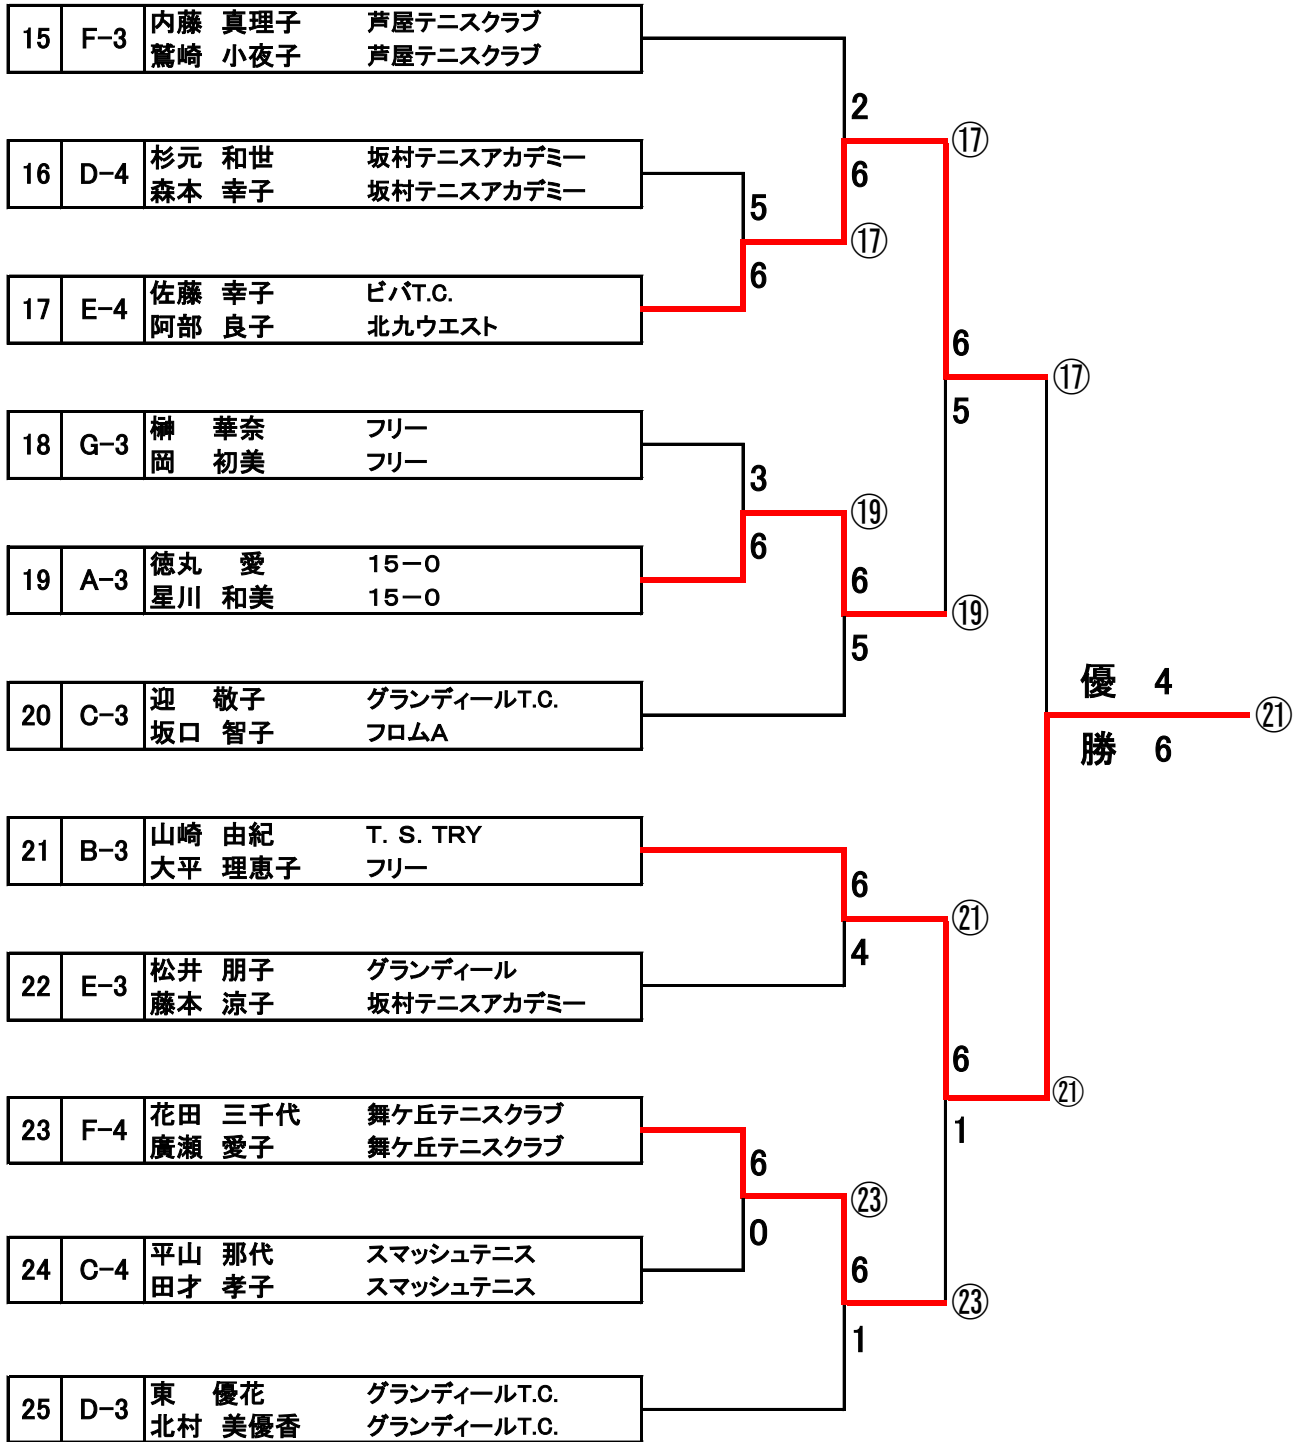 15 F-3 内藤 真理子 芦屋テニスクラブ
鷲崎 小夜子 芦屋テニスクラブ
2
⑰
16 D-4 杉元 和世 坂村テニスアカデミー
森本 幸子 坂村テニスアカデミー
6
5
⑰
6
17 E-4 佐藤 幸子 ビバT.C.
阿部 良子 北九ウエスト
6
⑰
5
18 G-3 榊 華奈 フリー
岡 初美 フリー
3
⑲
6
19 A-3 徳丸 愛 15-0
星川 和美 15-0
6
⑲
5
20 C-3 迎 敬子 グランディールT.C.
坂口 智子 フロムA
優 4
㉑
勝 6
21 B-3 山崎 由紀 T. S. TRY
大平 理恵子 フリー
6
㉑
4
22 E-3 松井 朋子 グランディール
藤本 涼子 坂村テニスアカデミー
6
㉑
1
23 F-4 花田 三千代 舞ケ丘テニスクラブ
廣瀬 愛子 舞ケ丘テニスクラブ
6
㉓
0
24 C-4 平山 那代 スマッシュテニス
田才 孝子 スマッシュテニス
6
㉓
1
25 D-3 東 優花 グランディールT.C.
北村 美優香 グランディールT.C.